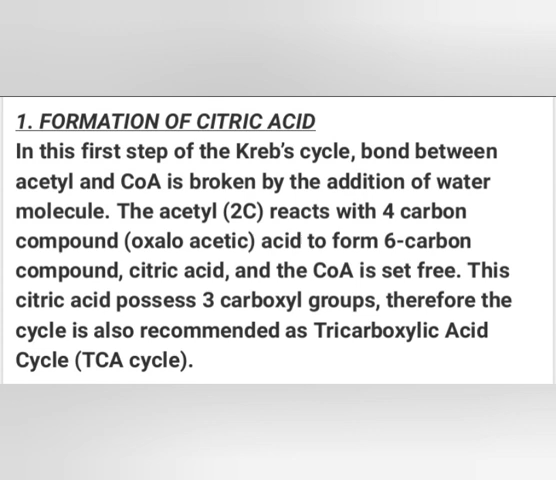 1. FORMATION OF CITRIC ACID
In this first step of the Kreb's cycle, bond between
acetyl and CoA is broken by the addition of water
molecule. The acetyl (2C) reacts with 4 carbon
compound (oxalo acetic) acid to form 6-carbon
compound, citric acid, and the CoA is set free. This
citric acid possess 3 carboxyl groups, therefore the
cycle is also recommended as Tricarboxylic Acid
Cycle (TCA cycle).